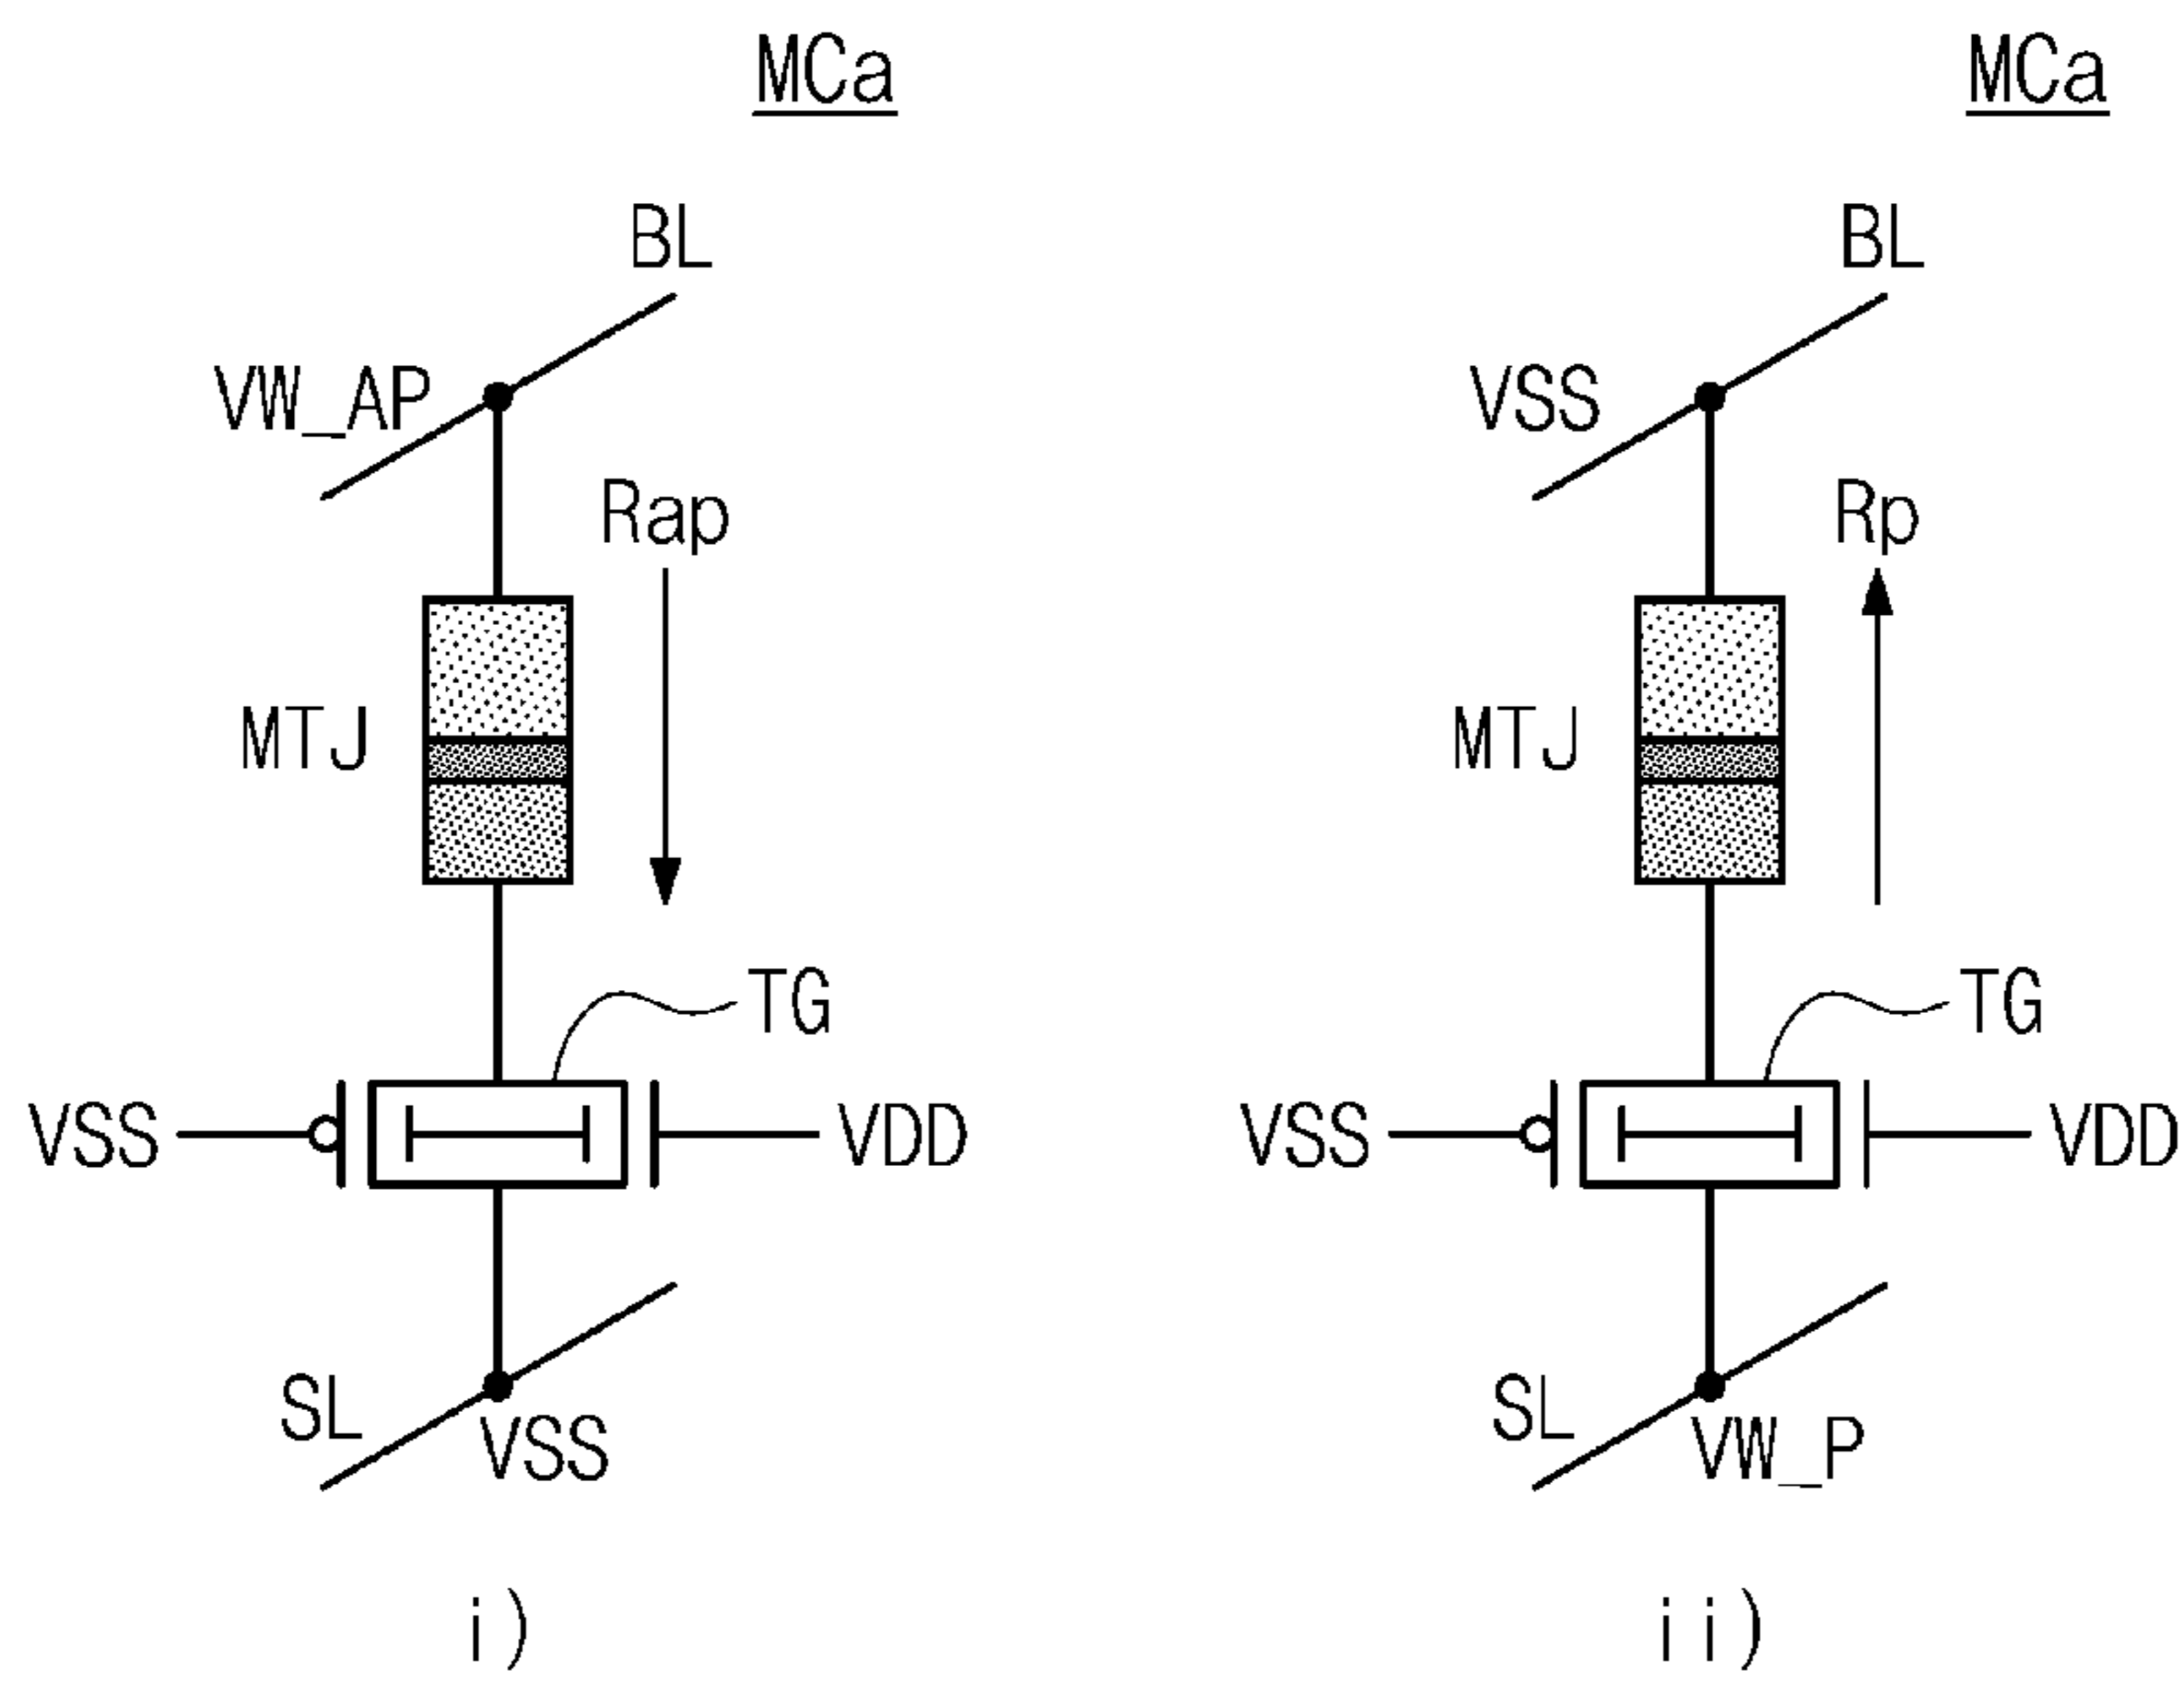 MCa
BL
VW_AP
Rap
MTJ
TG
VSS
VDD
SL
VSS
i)
MCa
BL
VSS
Rp
MTJ
TG
VSS
VDD
SL
VW_P
ii)